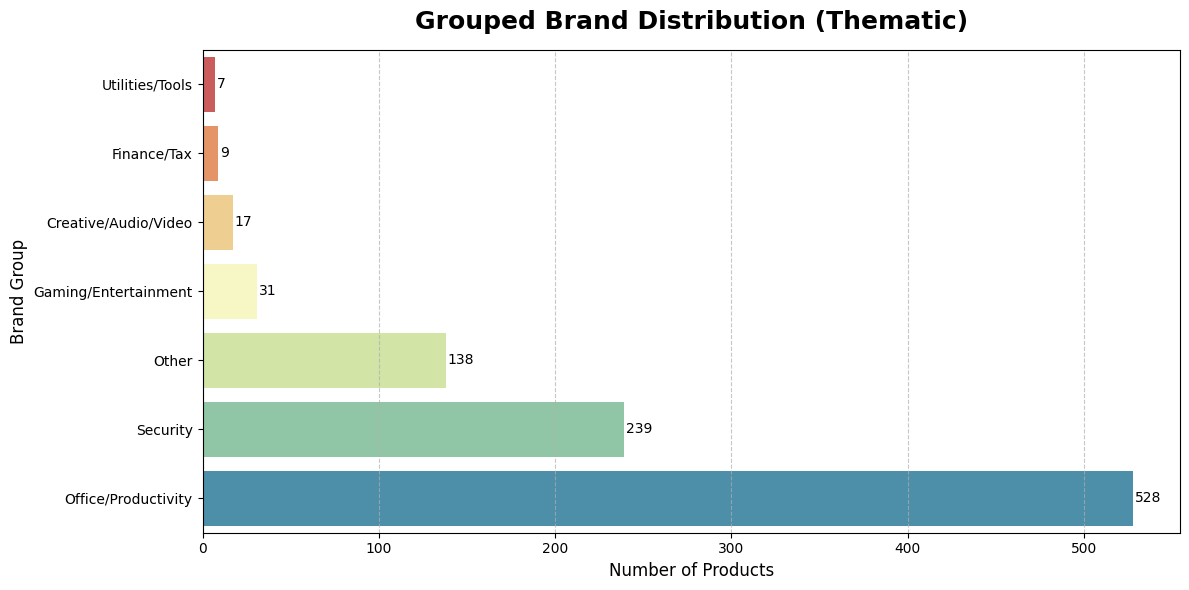 Grouped Brand Distribution (Thematic)
Brand Group
Utilities/Tools 7
Finance/Tax 9
Creative/Audio/Video 17
Gaming/Entertainment 31
Other 138
Security 239
Office/Productivity 528
0 100 200 300 400 500
Number of Products